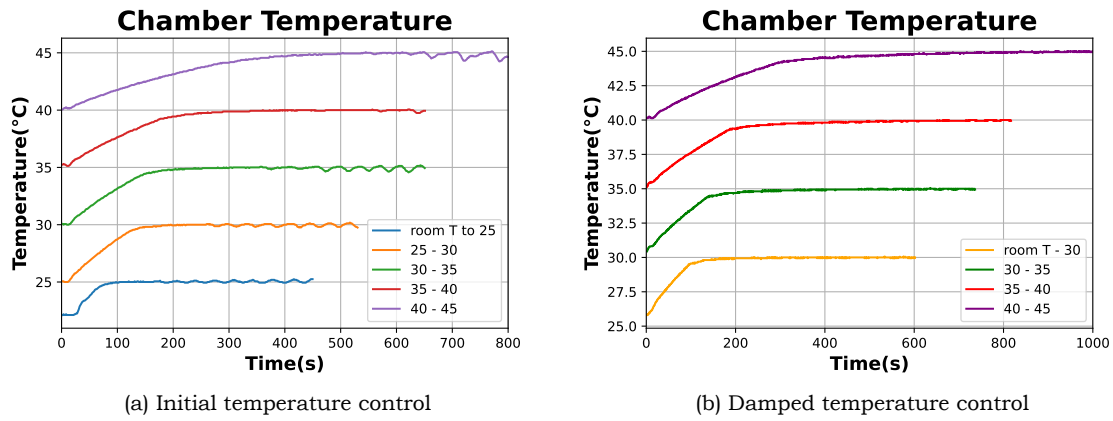 Chamber Temperature
Temperature(°C)
45
40
35
30
25
room T to 25
25 - 30
30 - 35
35 - 40
40 - 45
0 100 200 300 400 500 600 700 800
Time(s)
(a) Initial temperature control
Chamber Temperature
Temperature(°C)
45.0
42.5
40.0
37.5
35.0
32.5
30.0
27.5
25.0
room T - 30
30 - 35
35 - 40
40 - 45
0 200 400 600 800 1000
Time(s)
(b) Damped temperature control